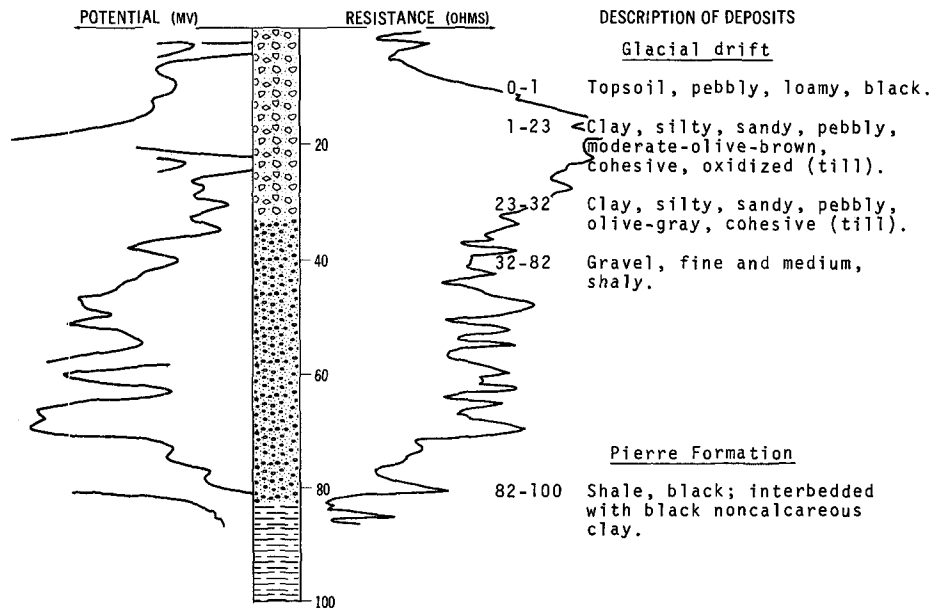 POTENTIAL (MV) RESISTANCE (OHMS) DESCRIPTION OF DEPOSITS
Glacial drift
0-1 Topsoil, pebbly, loamy, black.
1-23 Clay, silty, sandy, pebbly,
moderate-olive-brown,
cohesive, oxidized (till).
20
23-32 Clay, silty, sandy, pebbly,
olive-gray, cohesive (till).
32-82 Gravel, fine and medium,
shaly.
40
60
Pierre Formation
82-100 Shale, black; interbedded
with black noncalcareous
clay.
80
100